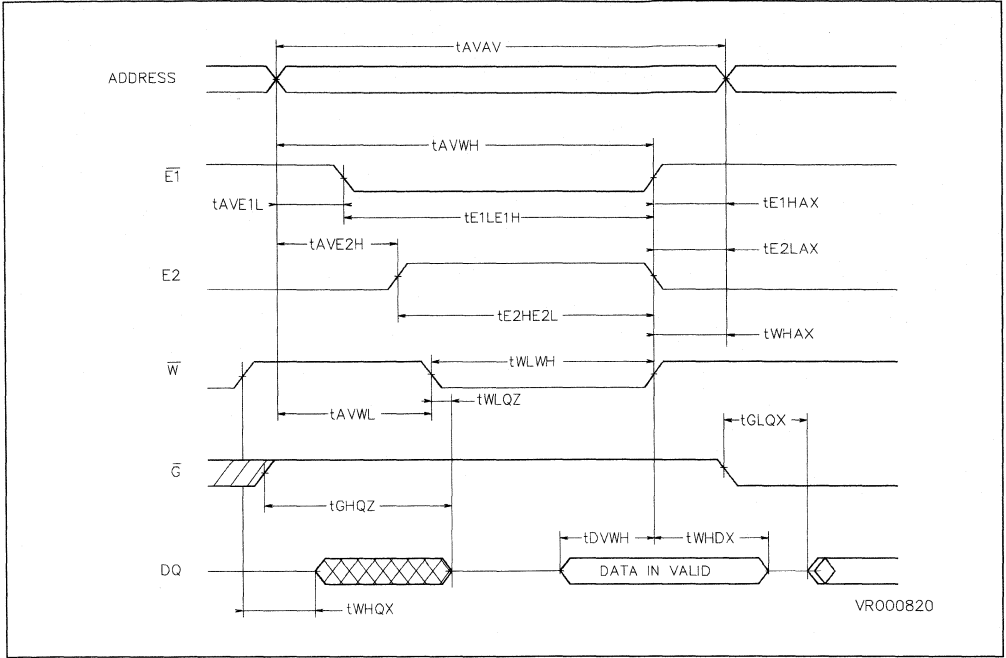 tAVAV
ADDRESS
tAVWH
E1
tAVE1L
tE1LE1H
tE1HAX
tAVE2H
tE2LAX
E2
tE2HE2L
tWHAX
W
tWLWH
tWLQZ
tAVWL
tGLQX
G
tGHQZ
tDVWH
tWHDX
DQ
DATA IN VALID
tWHQX
VR000820